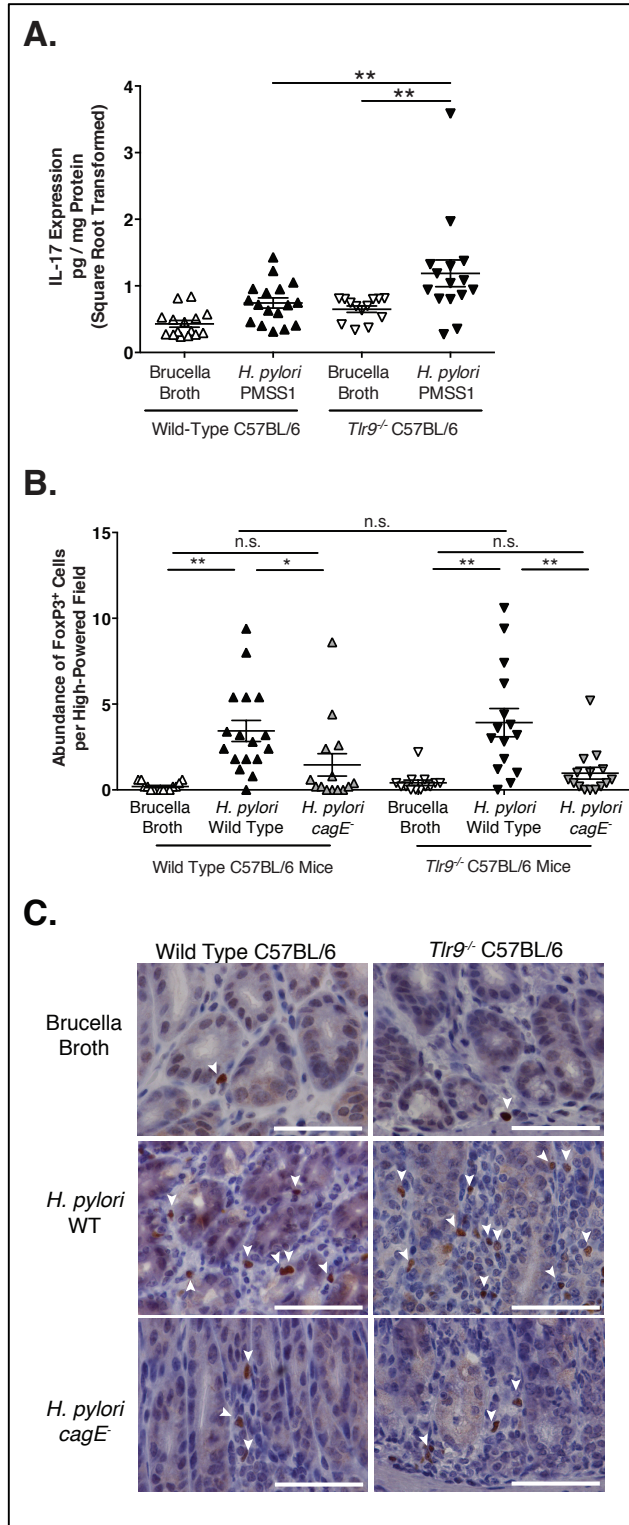 A.
**
**
4
3
2
1
0
IL-17 Expression
pg / mg Protein
(Square Root Transformed)
Brucella
Broth
H. pylori
PMSS1
Brucella
Broth
H. pylori
PMSS1
Wild-Type C57BL/6
Tlr9-/- C57BL/6
B.
15
10
5
0
Abundance of FoxP3+ Cells
per High-Powered Field
n.s.
n.s.
n.s.
**
*
**
**
Brucella
Broth
H. pylori
Wild Type
H. pylori
cagE-
Brucella
Broth
H. pylori
Wild Type
H. pylori
cagE-
Wild Type C57BL/6 Mice
Tlr9-/- C57BL/6 Mice
C.
Wild Type C57BL/6
Tlr9-/- C57BL/6
Brucella
Broth
H. pylori
WT
H. pylori
cagE-